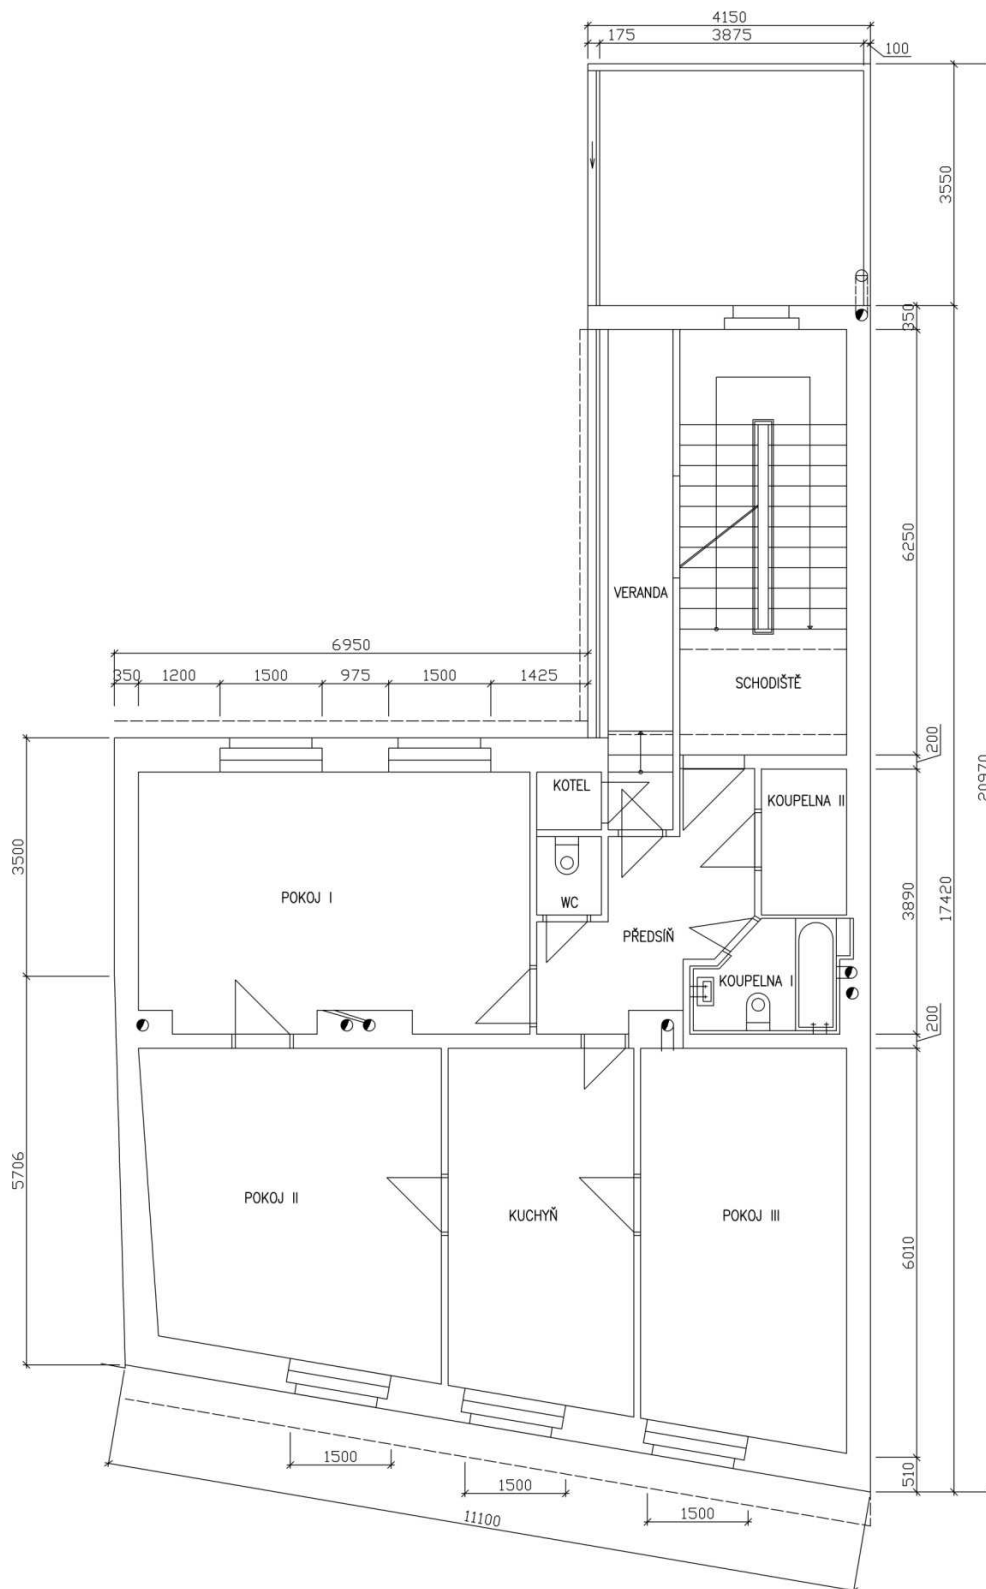 4150
175
3875
100
3550
350
6250
VERANDA
6950
350
1200
1500
975
1500
1425
SCHODIŠTĚ
200
20970
KOTEL
KOUPELNA II
3500
POKOJ I
WC
3890
17420
PŘEDSÍŇ
KOUPELNA I
200
5706
POKOJ II
KUCHYŇ
POKOJ III
6010
1500
1500
1500
510
11100